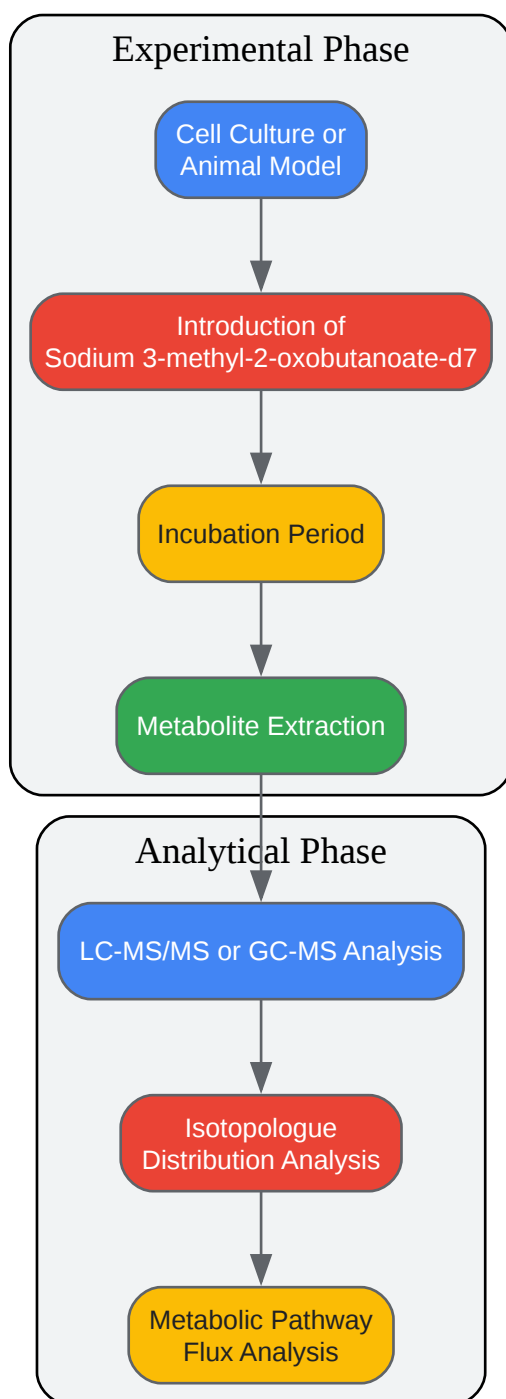 Experimental Phase
Cell Culture or
Animal Model
Introduction of
Sodium 3-methyl-2-oxobutanoate-d7
Incubation Period
Metabolite Extraction
Analytical Phase
LC-MS/MS or GC-MS Analysis
Isotopologue
Distribution Analysis
Metabolic Pathway
Flux Analysis